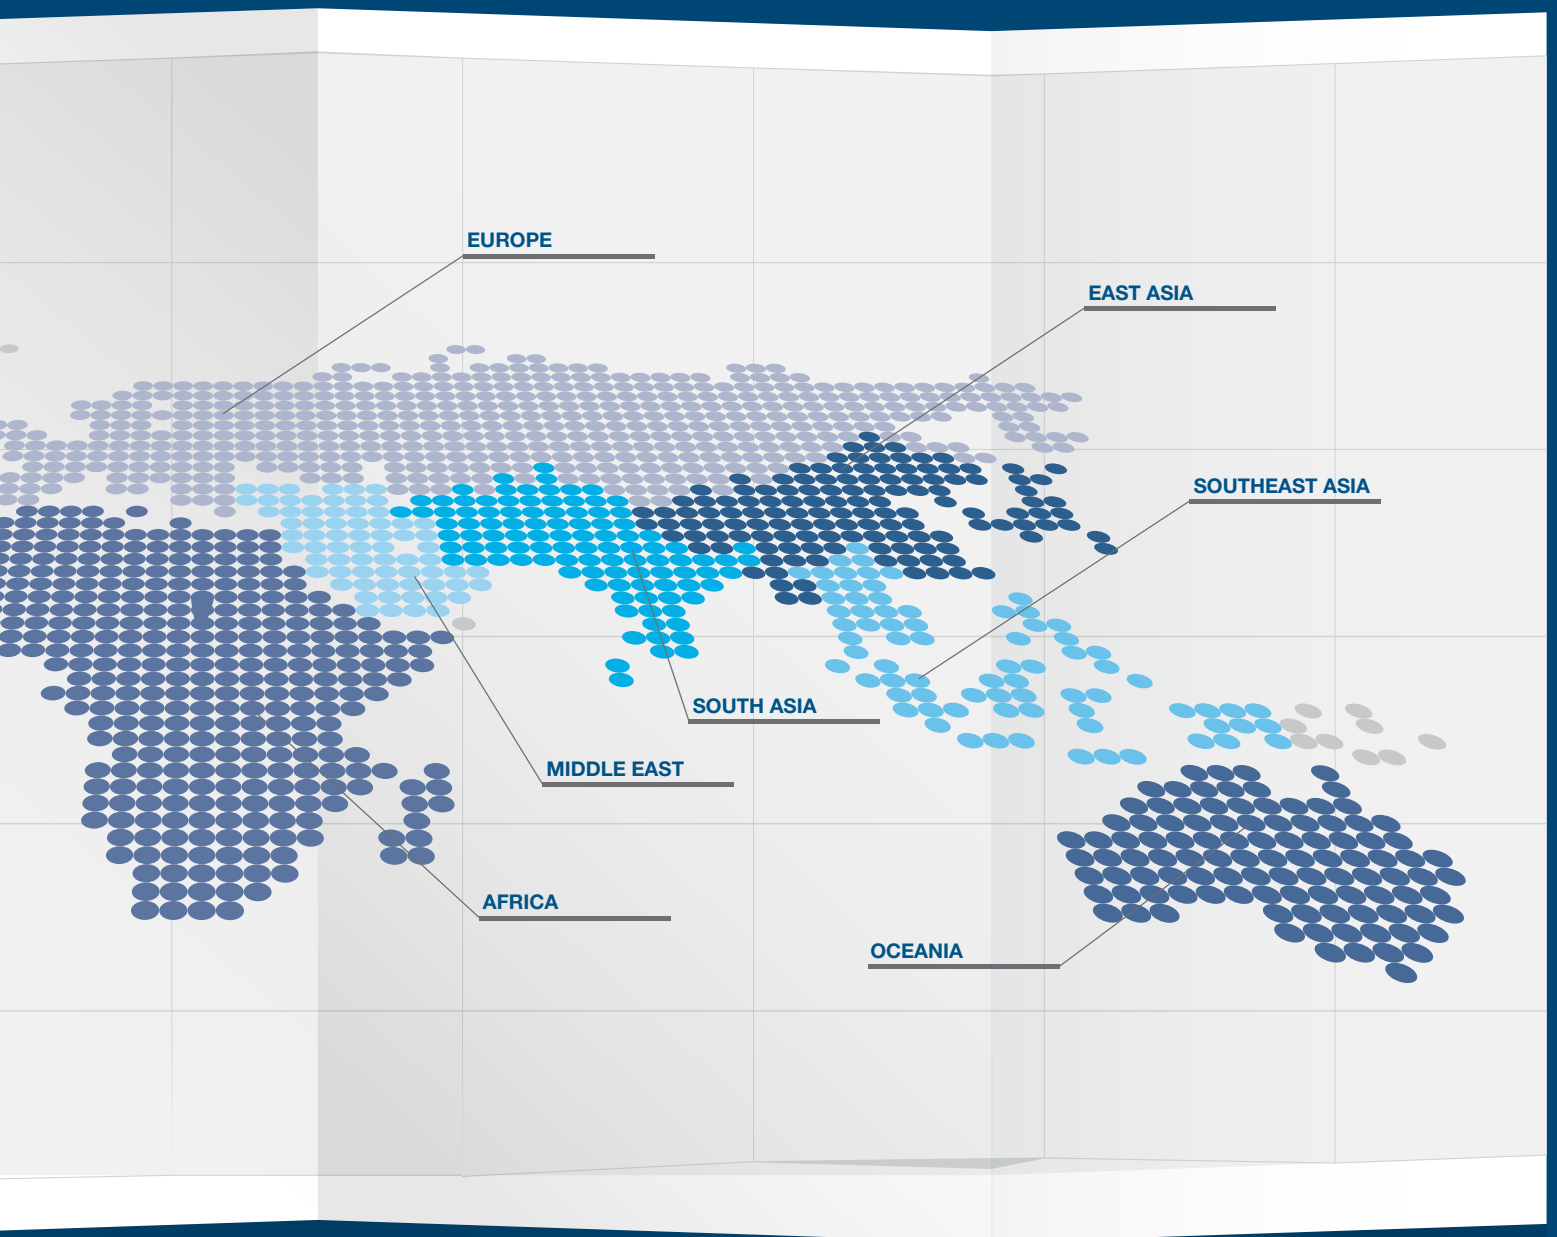 EUROPE
EAST ASIA
SOUTHEAST ASIA
SOUTH ASIA
MIDDLE EAST
AFRICA
OCEANIA